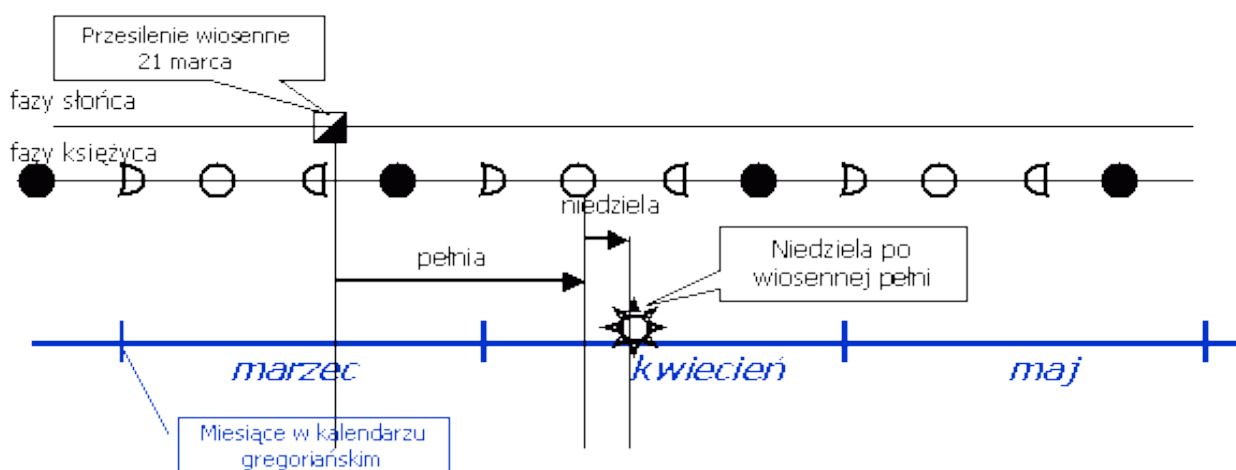 Przesilenie wiosenne
21 marca
fazy słońca
fazy księżyca
niedziela
pełnia
Niedziela po
wiosennej pełni
marzec
kwiecień
maj
Miesiące w kalendarzu
gregoriańskim